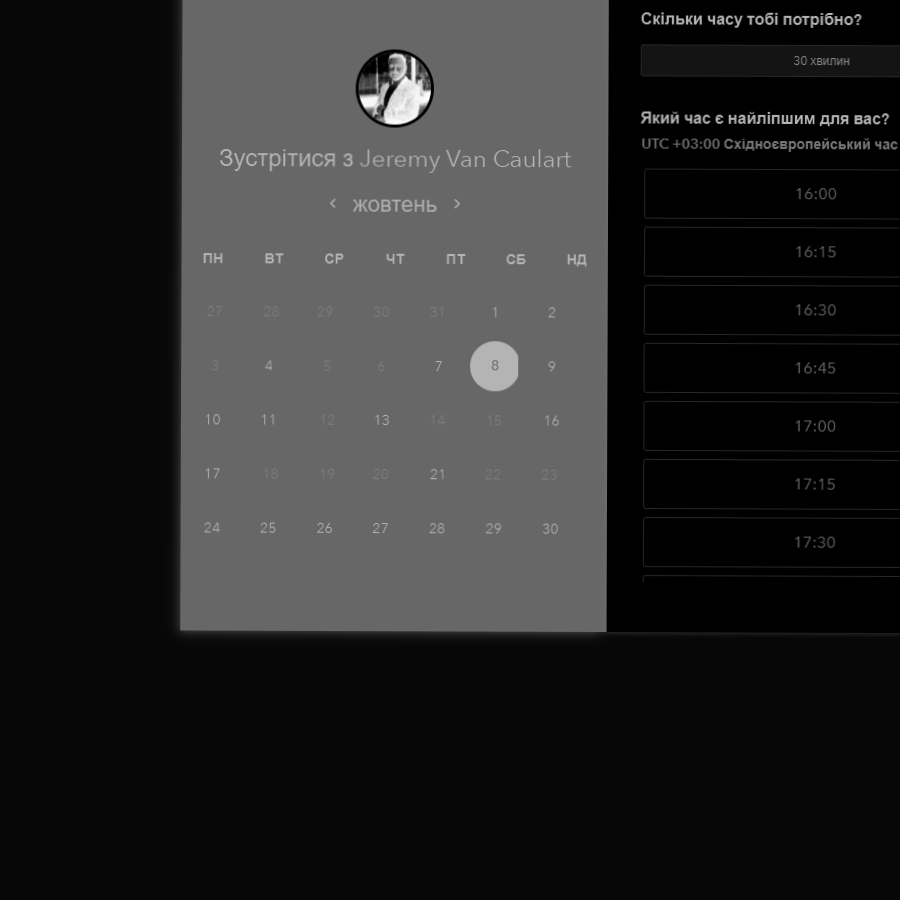 Зустрітися з Jeremy Van Caulart
жовтень
ПН ВТ СР ЧТ ПТ СБ НД
27 28 29 30 31 1 2
3 4 5 6 7 8 9
10 11 12 13 14 15 16
17 18 19 20 21 22 23
24 25 26 27 28 29 30
Скільки часу тобі потрібно?
30 хвилин
Який час є найліпшим для вас?
UTC +03:00 Східноєвропейський час
16:00
16:15
16:30
16:45
17:00
17:15
17:30